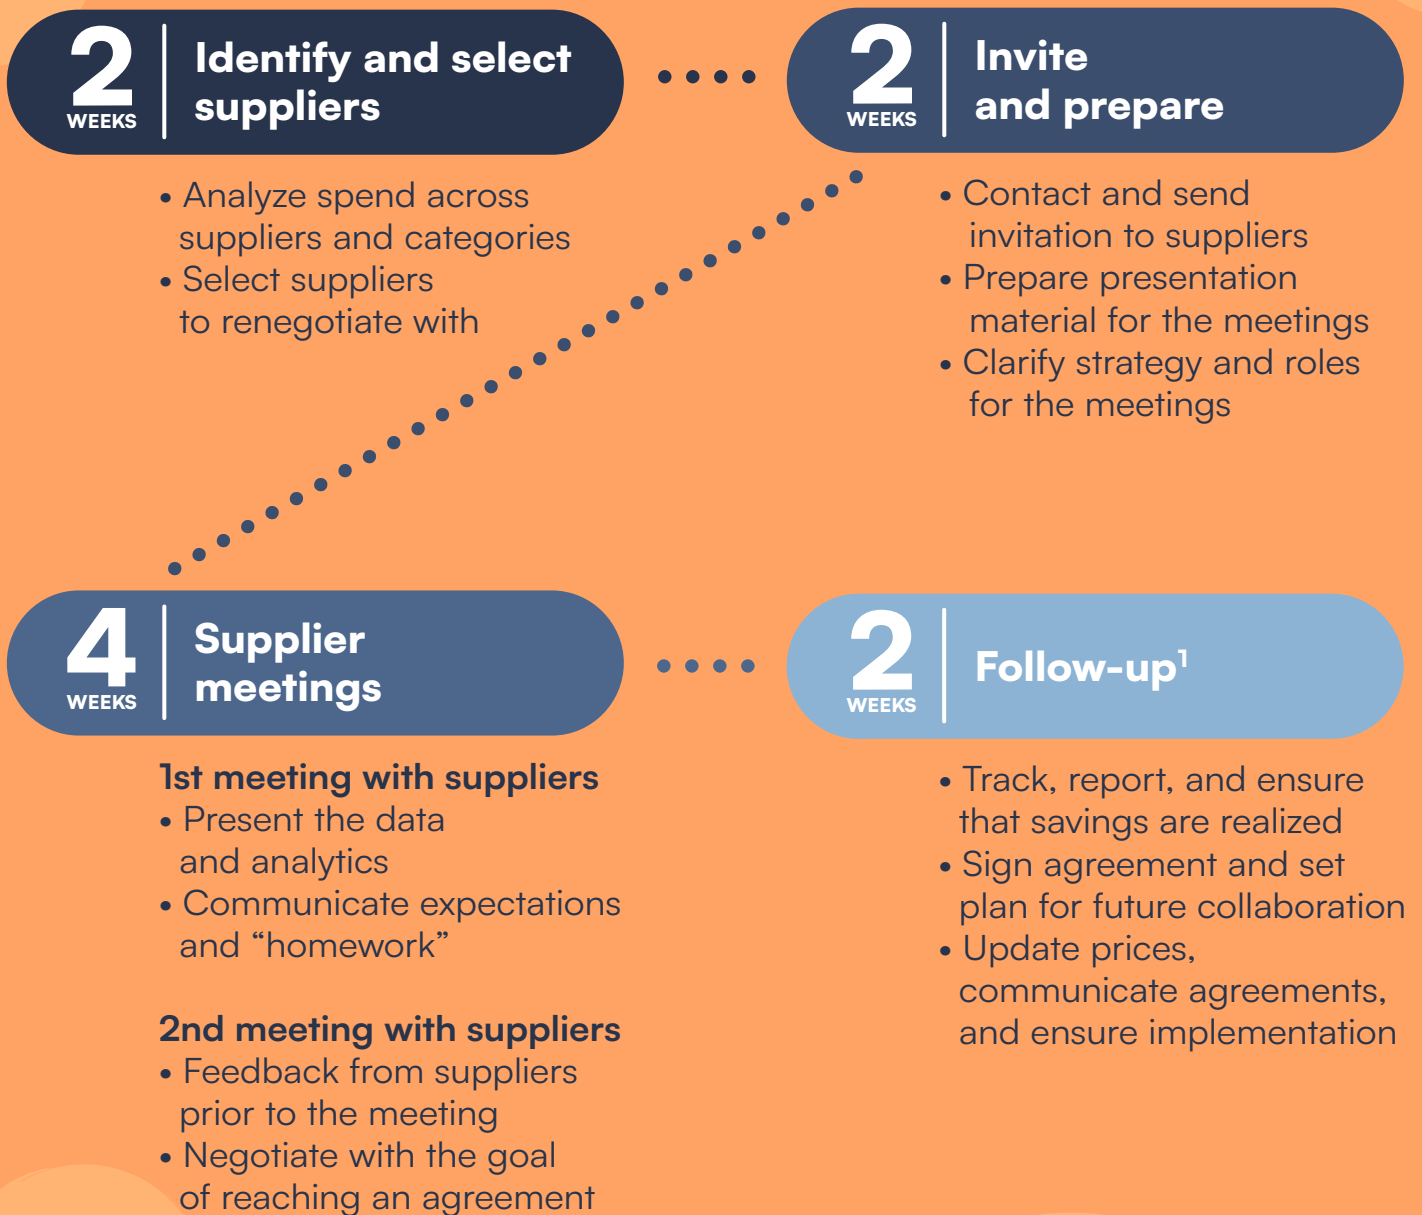 2
WEEKS
Identify and select
suppliers
• Analyze spend across
suppliers and categories
• Select suppliers
to renegotiate with
2
WEEKS
Invite
and prepare
• Contact and send
invitation to suppliers
• Prepare presentation
material for the meetings
• Clarify strategy and roles
for the meetings
4
WEEKS
Supplier
meetings
1st meeting with suppliers
• Present the data
and analytics
• Communicate expectations
and “homework”
2nd meeting with suppliers
• Feedback from suppliers
prior to the meeting
• Negotiate with the goal
of reaching an agreement
2
WEEKS
Follow-up¹
• Track, report, and ensure
that savings are realized
• Sign agreement and set
plan for future collaboration
• Update prices,
communicate agreements,
and ensure implementation